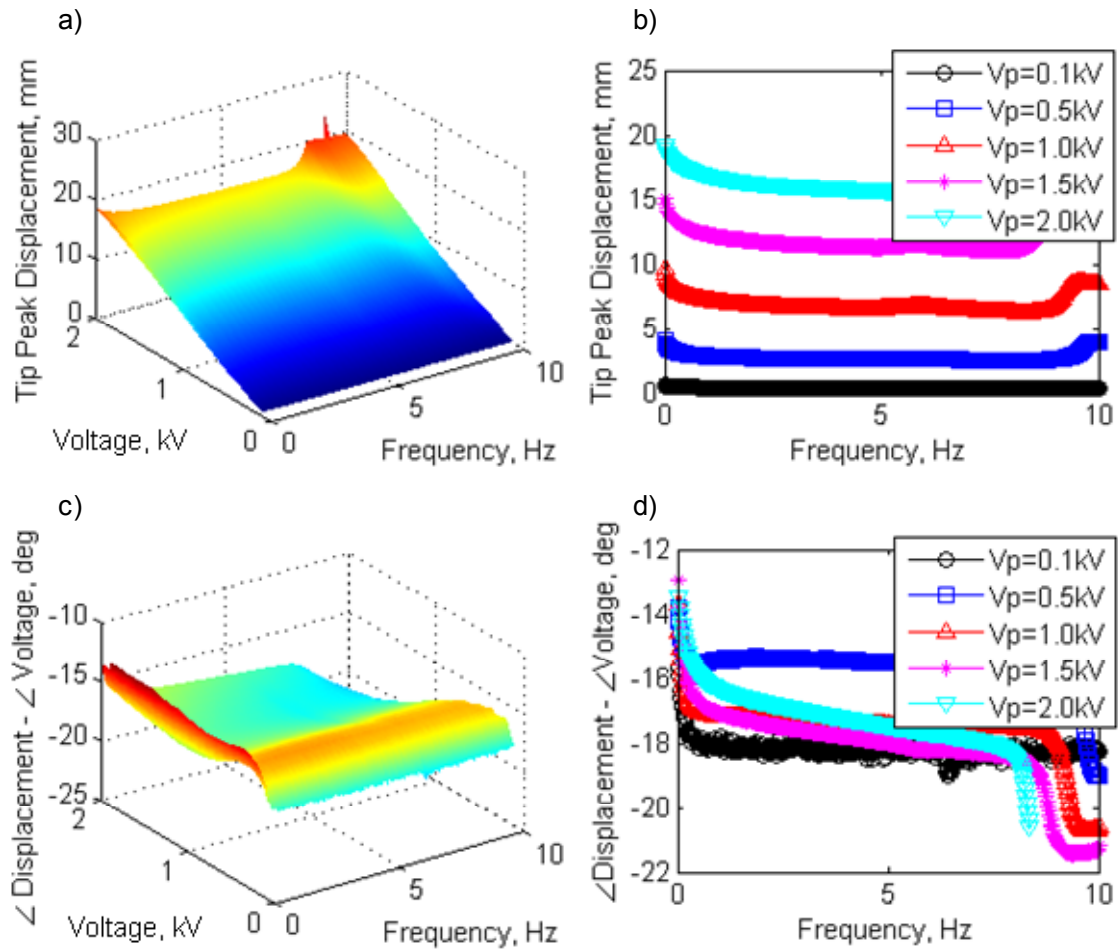 a)
Tip Peak Displacement, mm
30
20
10
0
2
1
0
Voltage, kV
0
5
10
Frequency, Hz
b)
Tip Peak Displacement, mm
25
20
15
10
5
0
0
5
10
Frequency, Hz
Vp=0.1kV
Vp=0.5kV
Vp=1.0kV
Vp=1.5kV
Vp=2.0kV
c)
∠ Displacement - ∠ Voltage, deg
-10
-15
-20
-25
2
1
0
Voltage, kV
0
5
10
Frequency, Hz
d)
∠Displacement - ∠Voltage, deg
-12
-14
-16
-18
-20
-22
0
5
10
Frequency, Hz
Vp=0.1kV
Vp=0.5kV
Vp=1.0kV
Vp=1.5kV
Vp=2.0kV